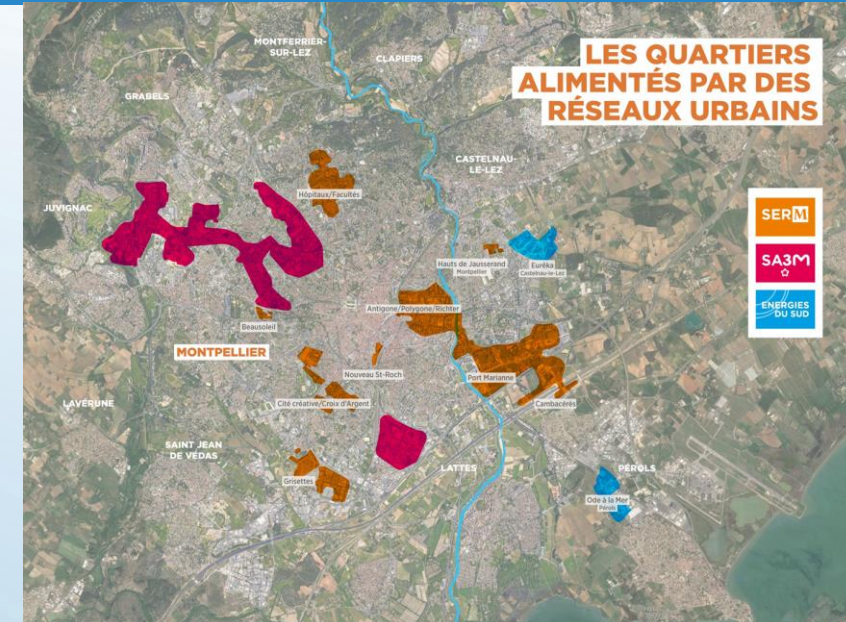 LES QUARTIERS
ALIMENTÉS PAR DES
RÉSEAUX URBAINS
MONTFERRIER-
SUR-LEZ
CLAPIERS
GRABELS
CASTELNAU-
LE-LEZ
JUVIGNAC
Hôpitaux/Facultés
SERM
SA3M
ENERGIES
DU SUD
Hauts de Jausserand
Montpellier
Eurêka
Castelnau-le-Lez
Antigone/Polygone/Richter
Beausoleil
MONTPELLIER
Nouveau St-Roch
Port Marianne
Cité créative/Croix d'Argent
Cambacérès
LAVÉRUNE
SAINT JEAN
DE VÉDAS
LATTES
PÉROLS
Grisettes
Ode à la Mer
Pérols